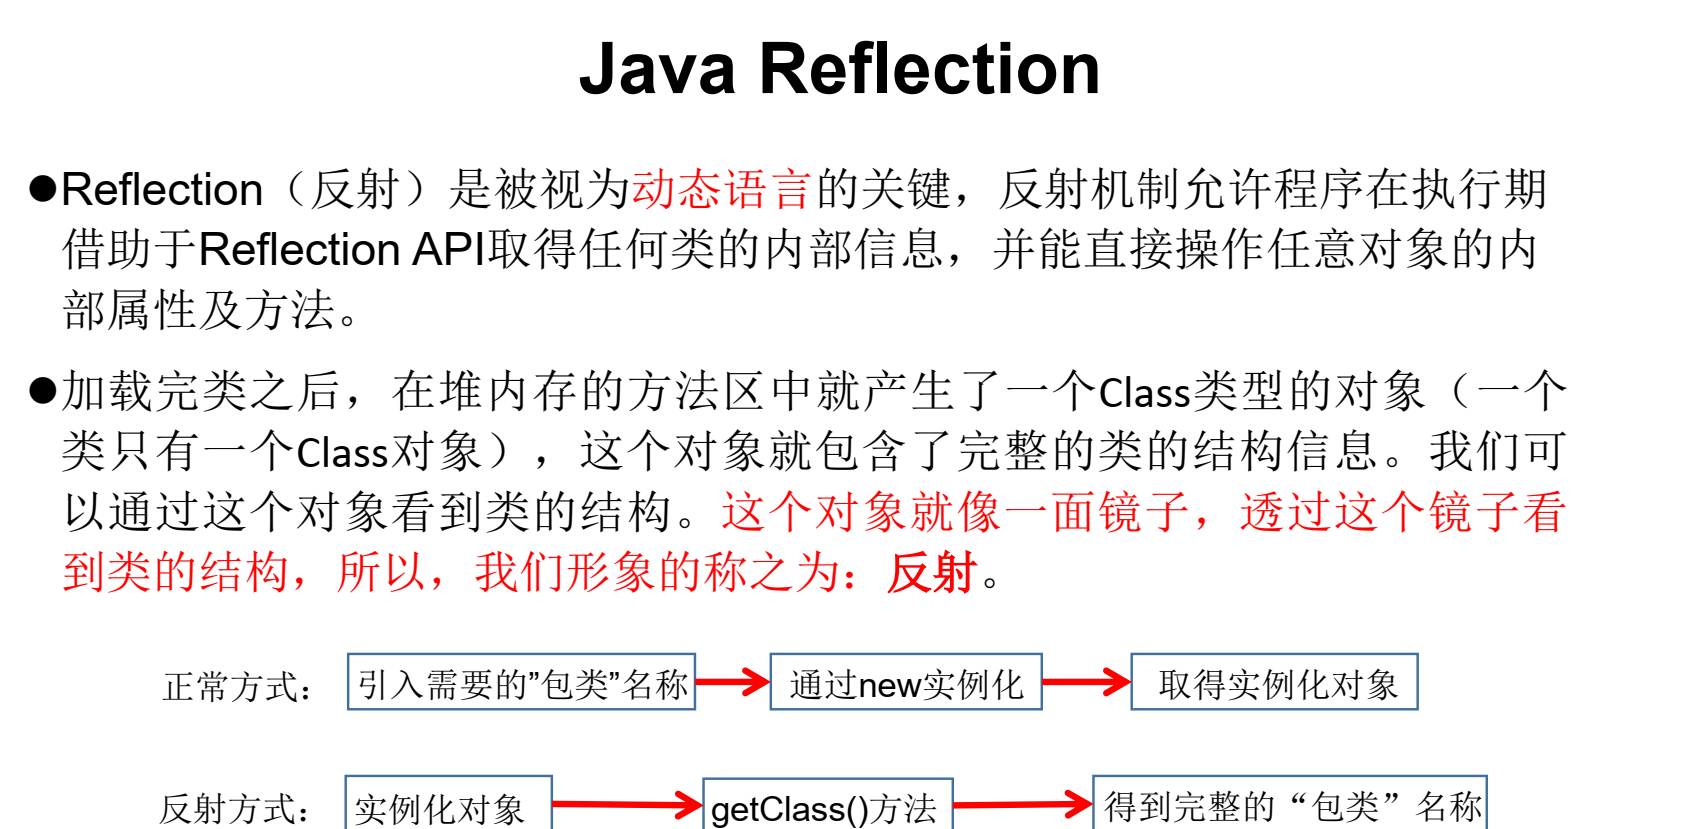 Java Reflection
●Reflection（反射）是被视为动态语言的关键，反射机制允许程序在执行期
借助于Reflection API取得任何类的内部信息，并能直接操作任意对象的内
部属性及方法。
●加载完类之后，在堆内存的方法区中就产生了一个Class类型的对象（一个
类只有一个Class对象），这个对象就包含了完整的类的结构信息。我们可
以通过这个对象看到类的结构。这个对象就像一面镜子，透过这个镜子看
到类的结构，所以，我们形象的称之为：反射。
正常方式： 引入需要的”包类”名称 通过new实例化 取得实例化对象
反射方式： 实例化对象 getClass()方法 得到完整的“包类”名称